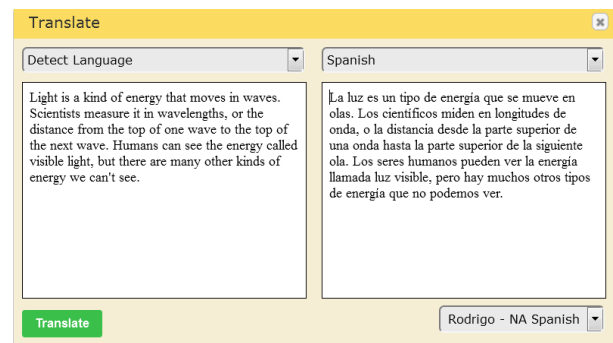 Translate
Detect Language
Spanish
Light is a kind of energy that moves in waves.
Scientists measure it in wavelengths, or the
distance from the top of one wave to the top of
the next wave. Humans can see the energy called
visible light, but there are many other kinds of
energy we can't see.
La luz es un tipo de energía que se mueve en
olas. Los científicos miden en longitudes de
onda, o la distancia desde la parte superior de
una onda hasta la parte superior de la siguiente
ola. Los seres humanos pueden ver la energía
llamada luz visible, pero hay muchos otros tipos
de energía que no podemos ver.
Translate
Rodrigo - NA Spanish